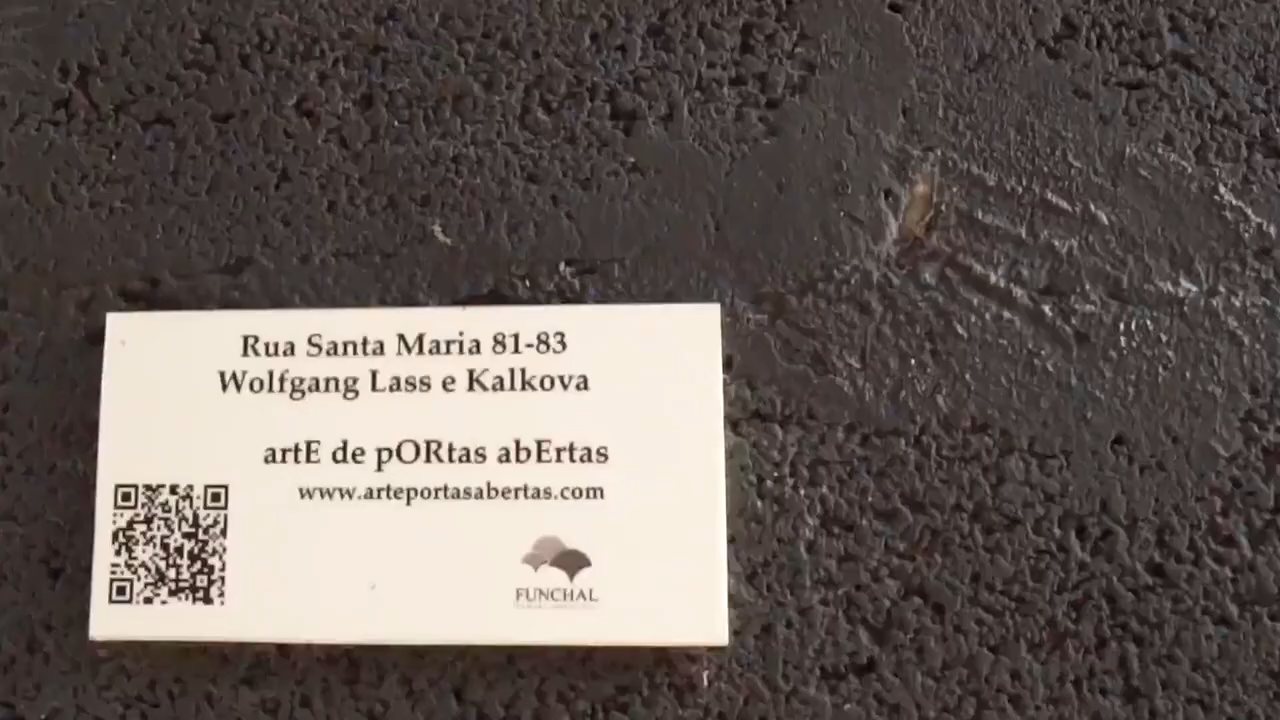 Rua Santa Maria 81-83
Wolfgang Lass e Kalkova
artE de pORtas abErtas
www.arteportasabertas.com
FUNCHAL